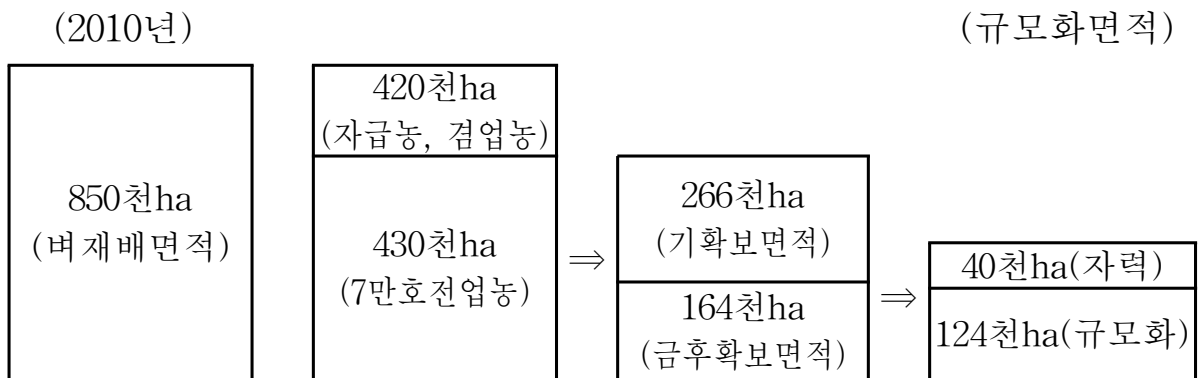 (2010년)
(규모화면적)
850천ha
(벼재배면적)
420천ha
(자급농, 겸업농)
430천ha
(7만호전업농)
⇒
266천ha
(기확보면적)
164천ha
(금후확보면적)
⇒
40천ha(자력)
124천ha(규모화)